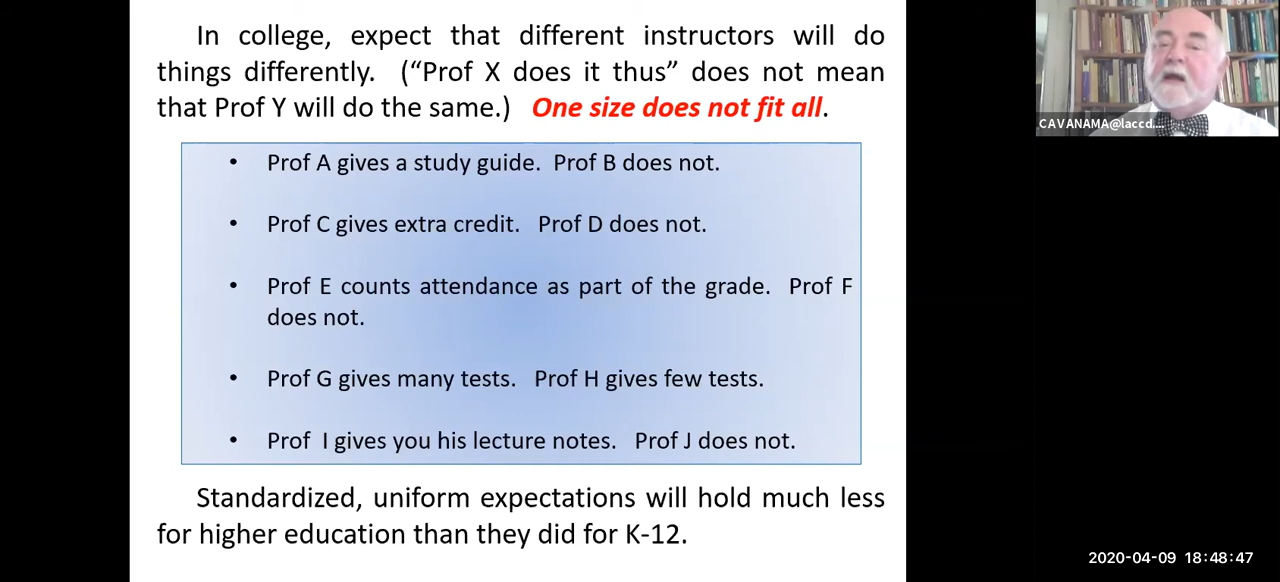 In college, expect that different instructors will do
things differently. (“Prof X does it thus” does not mean
that Prof Y will do the same.) One size does not fit all.
• Prof A gives a study guide. Prof B does not.
• Prof C gives extra credit. Prof D does not.
• Prof E counts attendance as part of the grade. Prof F
does not.
• Prof G gives many tests. Prof H gives few tests.
• Prof I gives you his lecture notes. Prof J does not.
Standardized, uniform expectations will hold much less
for higher education than they did for K-12.
CAVANAMA@laccd....
2020-04-09 18:48:47